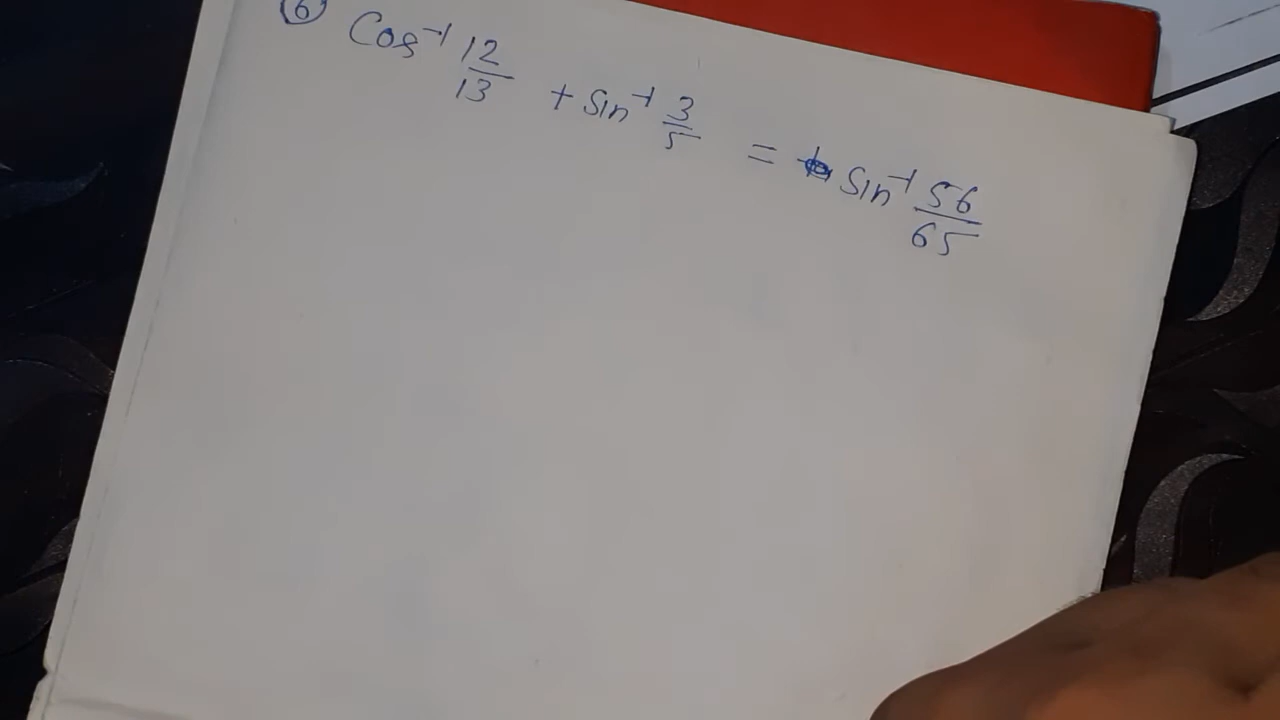 ⑥ Cos⁻¹ 12/13 + Sin⁻¹ 3/5 = Sin⁻¹ 56/65